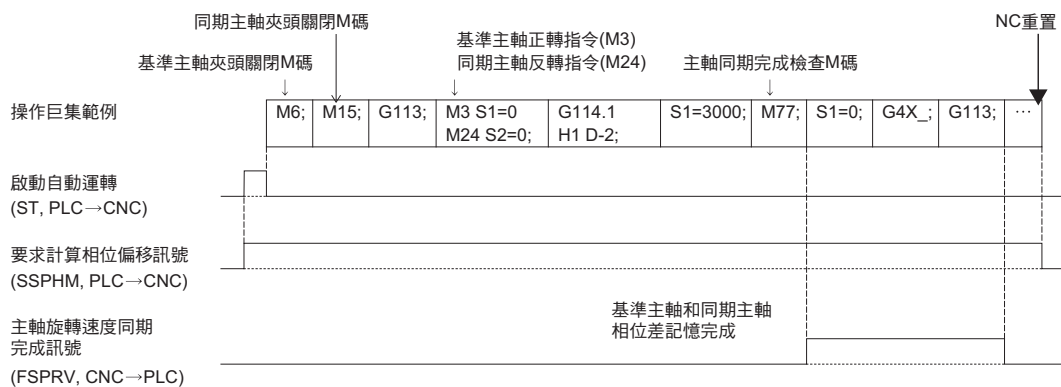 同期主軸夾頭關閉M碼
NC重置
基準主軸正轉指令(M3)
基準主軸夾頭關閉M碼
同期主軸反轉指令(M24)
主軸同期完成檢查M碼
操作巨集範例
M6; M15; G113; M3 S1=0 G114.1 S1=3000; M77; S1=0; G4X_; G113; ⋯
M24 S2=0; H1 D-2;
啟動自動運轉
(ST, PLC→CNC)
要求計算相位偏移訊號
(SSPHM, PLC→CNC)
基準主軸和同期主軸
相位差記憶完成
主軸旋轉速度同期
完成訊號
(FSPRV, CNC→PLC)